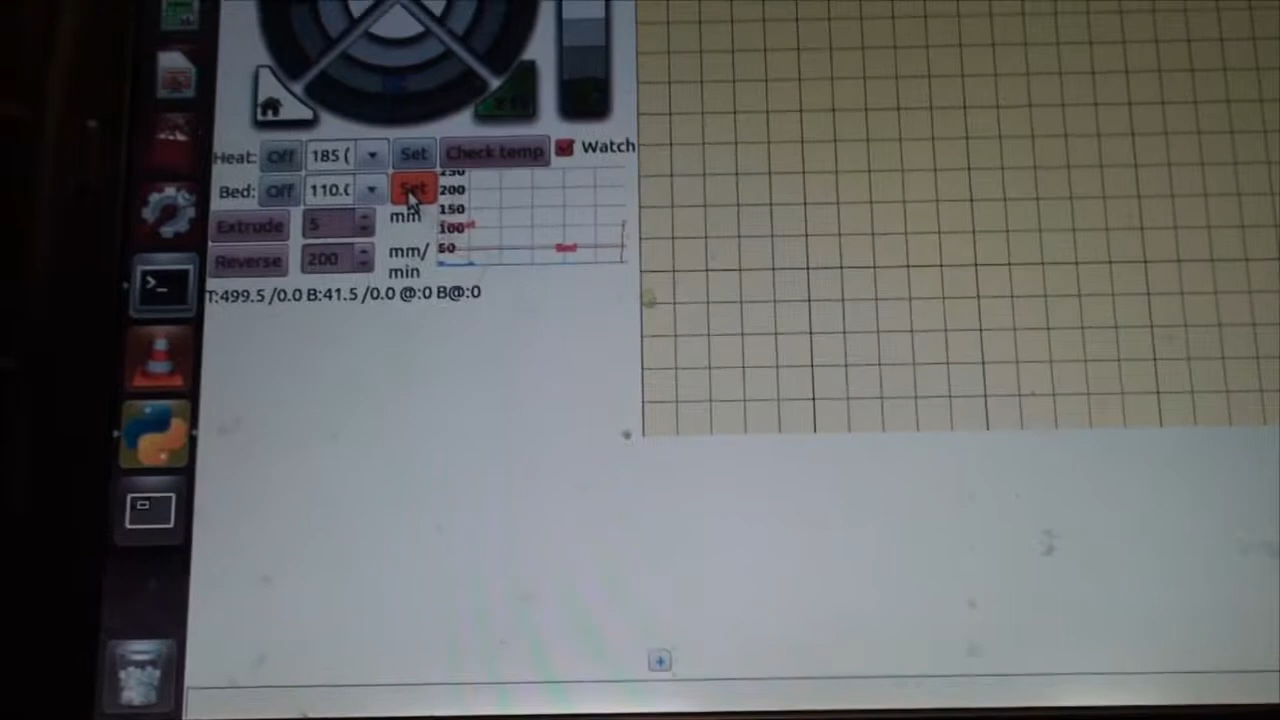 Heat: Off 185 ( Set Check temp Watch
Bed: Off 110.( Set
250
200
150
100
50
Bed
Extrude 5 mm
Reverse 200 mm/
min
T:499.5 /0.0 B:41.5 /0.0 @:0 B@:0